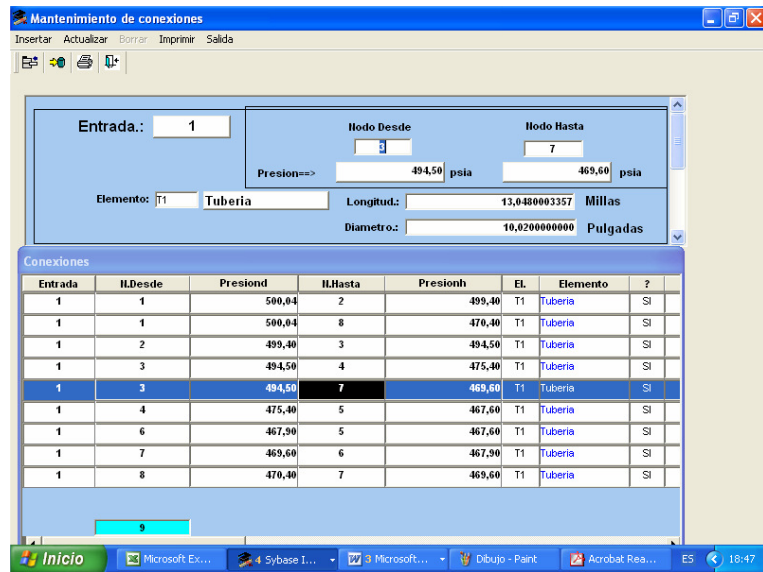 Mantenimiento de conexiones
Insertar Actualizar Borrar Imprimir Salida
Entrada.: 1
Nodo Desde Nodo Hasta
3 7
Presion==> 494,50 psia 469,60 psia
Elemento: T1 Tuberia
Longitud.: 13,0480003357 Millas
Diametro.: 10,0200000000 Pulgadas
Conexiones
Entrada N.Desde Presiond N.Hasta Presionh El. Elemento ?
1 1 500,04 2 499,40 T1 Tuberia SI
1 1 500,04 8 470,40 T1 Tuberia SI
1 2 499,40 3 494,50 T1 Tuberia SI
1 3 494,50 4 475,40 T1 Tuberia SI
1 3 494,50 7 469,60 T1 Tuberia SI
1 4 475,40 5 467,60 T1 Tuberia SI
1 6 467,90 5 467,60 T1 Tuberia SI
1 7 469,60 6 467,90 T1 Tuberia SI
1 8 470,40 7 469,60 T1 Tuberia SI
9
Inicio Microsoft Ex... 4 Sybase I... 3 Microsoft... Dibujo - Paint Acrobat Rea... ES 18:47